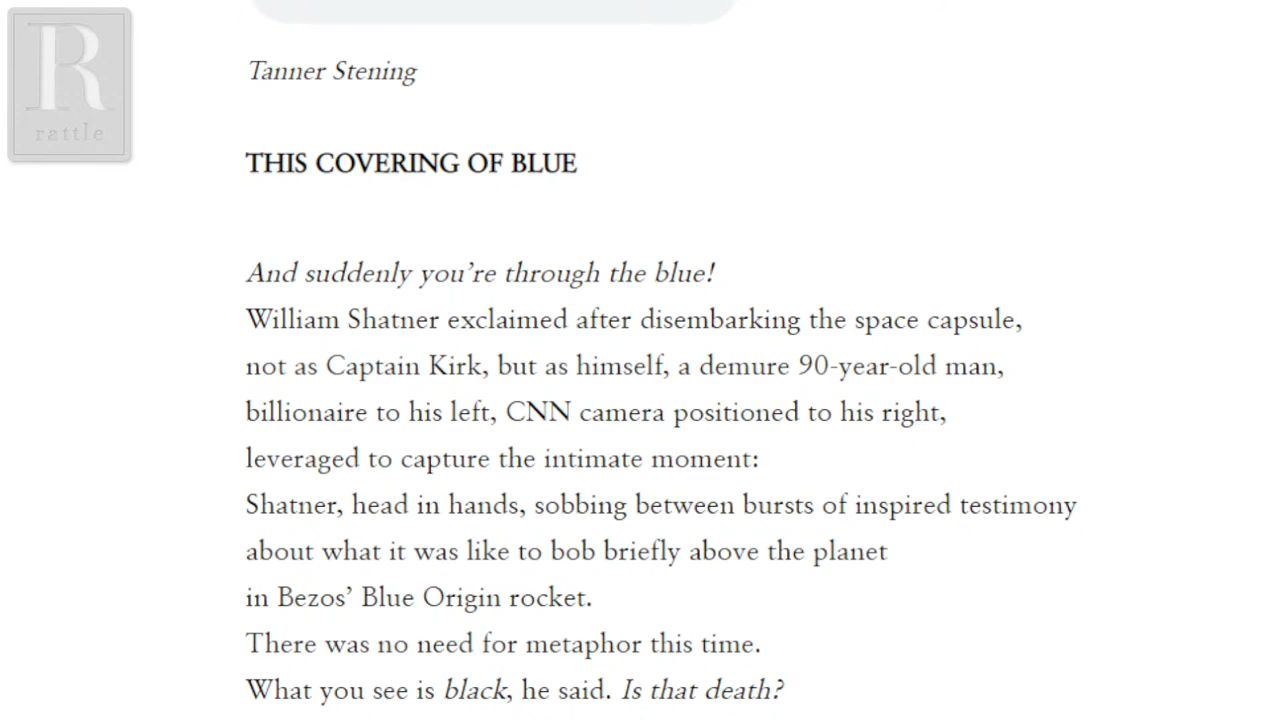 R
rattle
Tanner Stening
THIS COVERING OF BLUE
And suddenly you’re through the blue!
William Shatner exclaimed after disembarking the space capsule,
not as Captain Kirk, but as himself, a demure 90-year-old man,
billionaire to his left, CNN camera positioned to his right,
leveraged to capture the intimate moment:
Shatner, head in hands, sobbing between bursts of inspired testimony
about what it was like to bob briefly above the planet
in Bezos’ Blue Origin rocket.
There was no need for metaphor this time.
What you see is black, he said. Is that death?